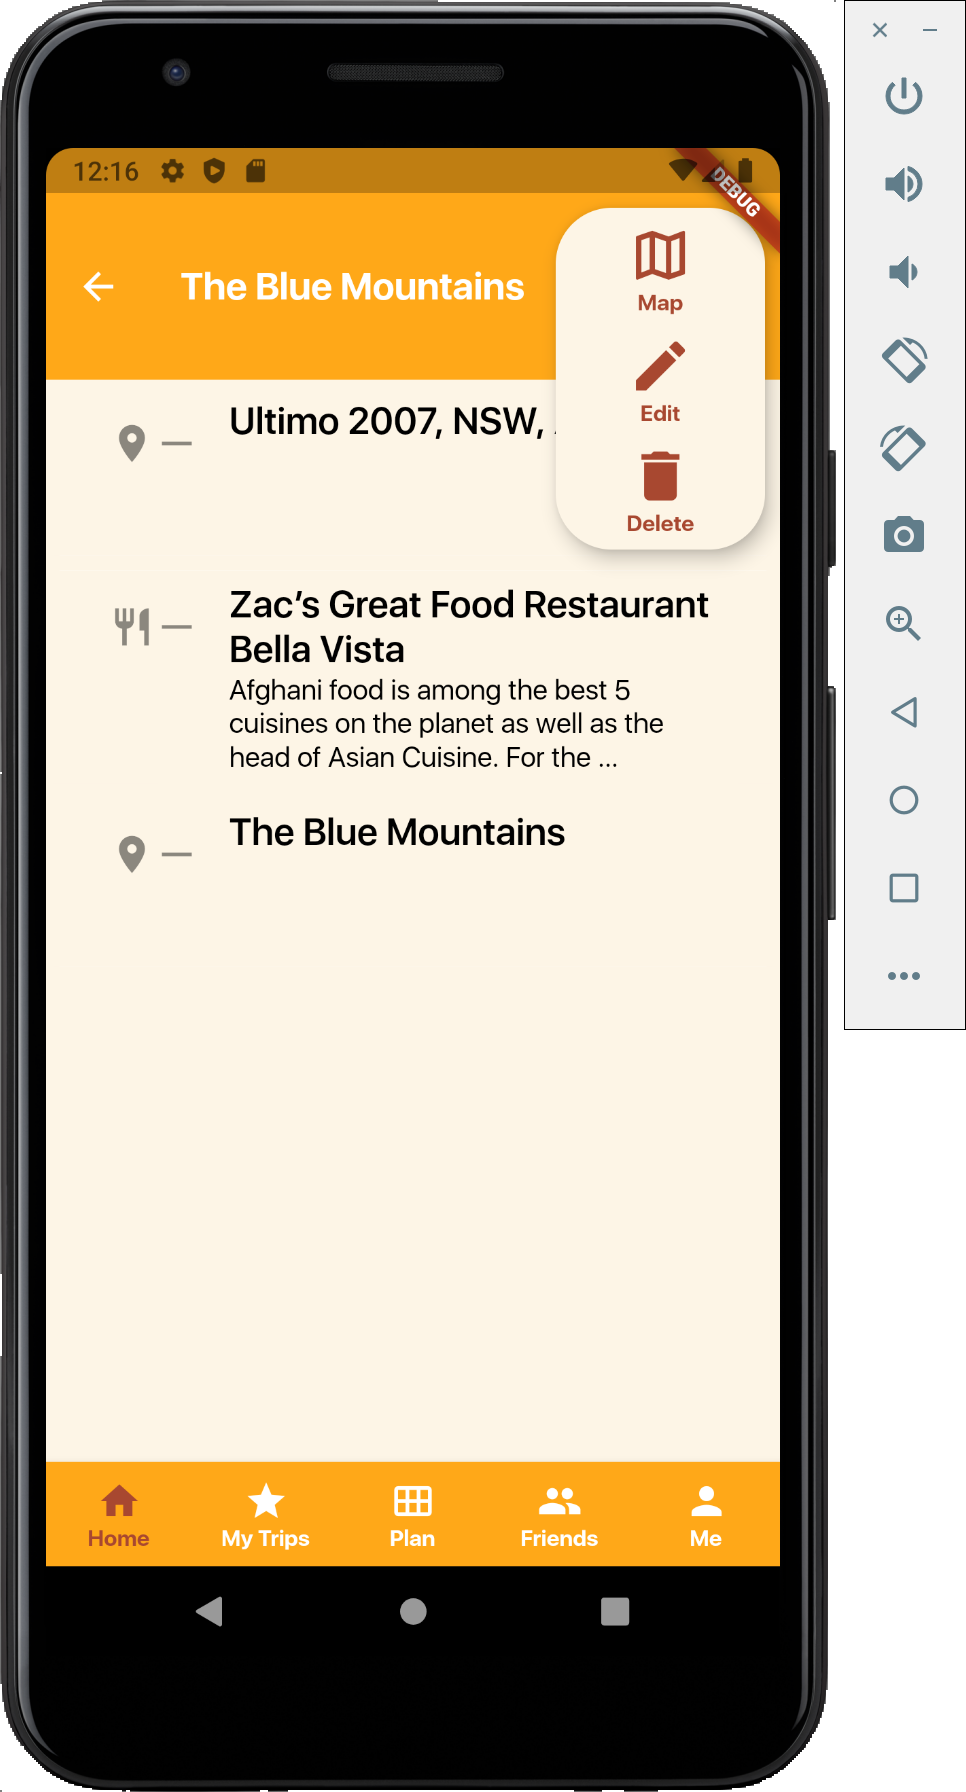 12:16
DEBUG
The Blue Mountains
Map
Edit
Delete
Ultimo 2007, NSW,
Zac's Great Food Restaurant
Bella Vista
Afghani food is among the best 5
cuisines on the planet as well as the
head of Asian Cuisine. For the ...
The Blue Mountains
Home
My Trips
Plan
Friends
Me